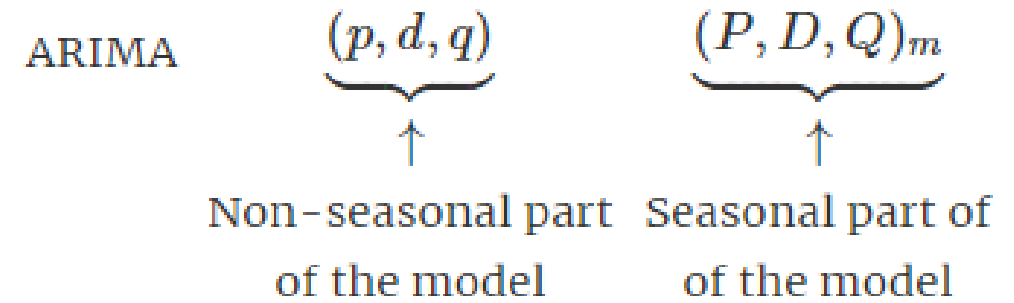 ARIMA (p, d, q) (P, D, Q)m
↑ ↑
Non-seasonal part Seasonal part of
of the model of the model